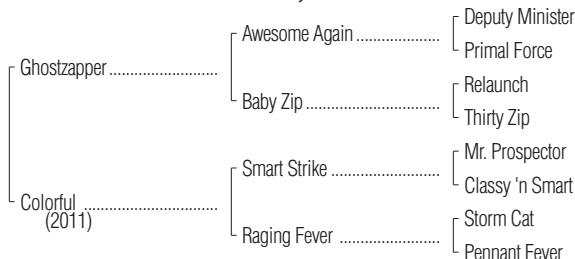 Deputy Minister
Awesome Again ..................
Primal Force
Ghostzapper.......................
Relaunch
Baby Zip..............................
Thirty Zip
Mr. Prospector
Smart Strike ........................
Classy 'n Smart
Colorful ............................
(2011)
Storm Cat
Raging Fever ......................
Pennant Fever